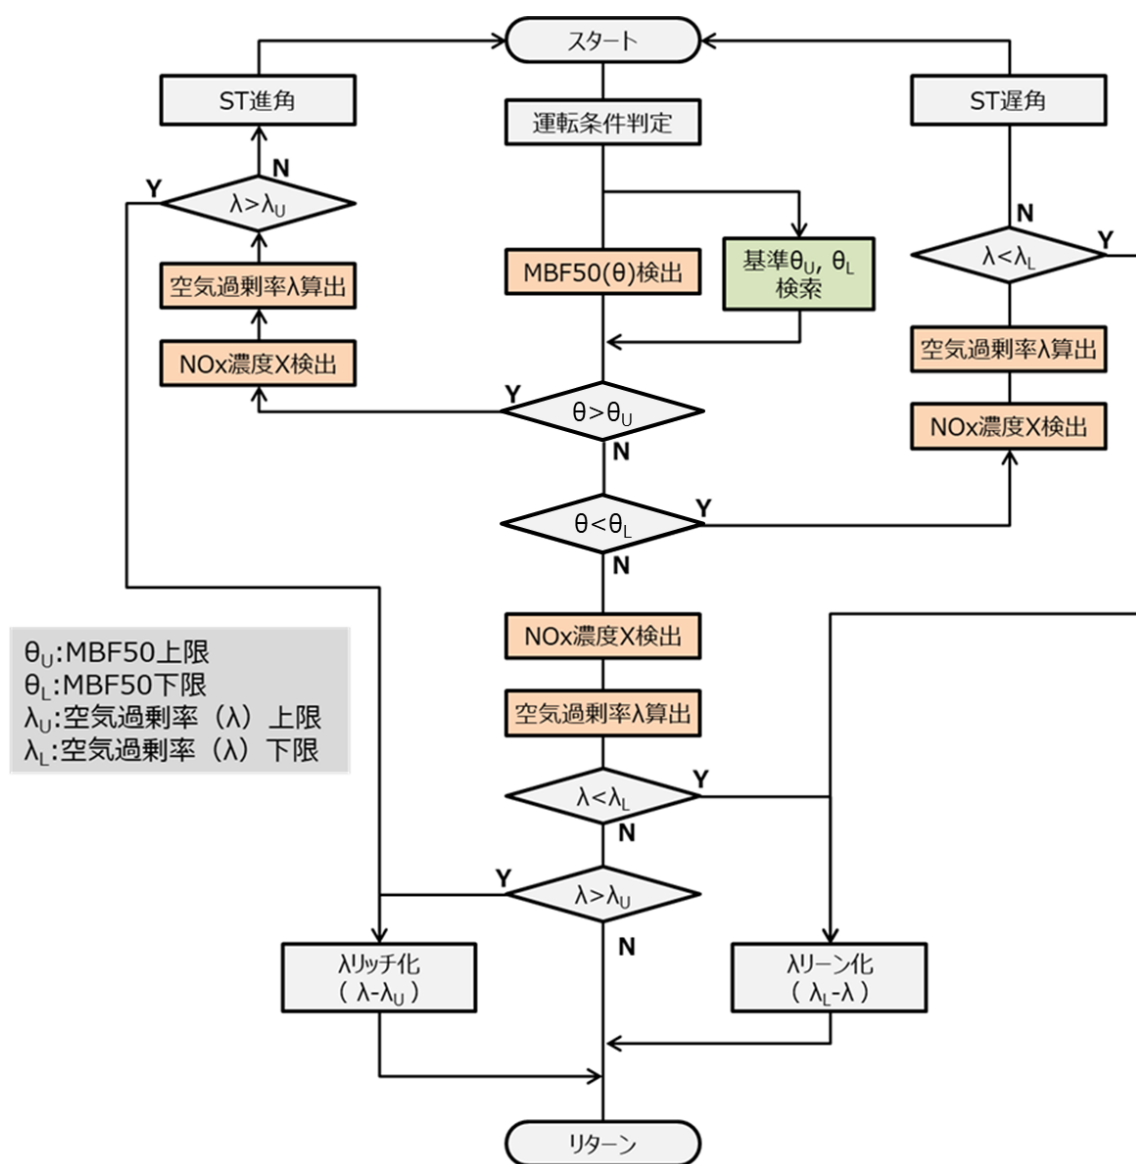 スタート
運転条件判定
MBF50(θ)検出
基準θU, θL
検索
θ>θU
Y
N
ST進角
N
Y
λ>λU
空気過剰率λ算出
NOx濃度X検出
θ<θL
Y
N
ST遅角
N
Y
λ<λL
空気過剰率λ算出
NOx濃度X検出
NOx濃度X検出
空気過剰率λ算出
λ<λL
Y
N
λ>λU
Y
N
λリッチ化
( λ-λU )
λリーン化
( λL-λ)
リターン
θU:MBF50上限
θL:MBF50下限
λU:空気過剰率（λ）上限
λL:空気過剰率（λ）下限